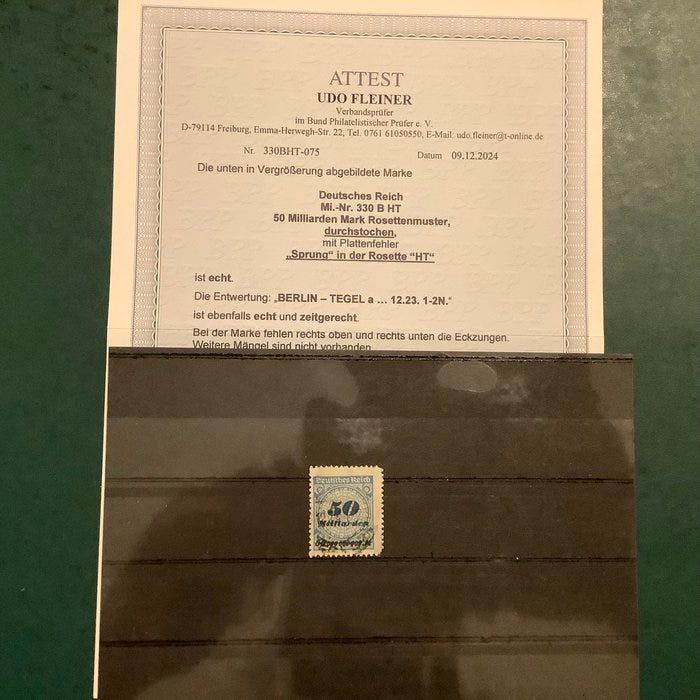 ATTEST
UDO FLEINER
Verbandsprüfer
im Bund Philatelistischer Prüfer e. V.
D-79114 Freiburg, Emma-Herwegh-Str. 22, Tel. 0761 61050550, E-Mail: udo.fleiner@t-online.de
Nr. 330BHT-075 Datum 09.12.2024
Die unten in Vergrößerung abgebildete Marke
Deutsches Reich
Mi.-Nr. 330 B HT
50 Milliarden Mark Rosettenmuster,
durchstochen,
mit Plattenfehler
„Sprung“ in der Rosette “HT“
ist echt.
Die Entwertung: „BERLIN – TEGEL a ... 12.23. 1-2N.“
ist ebenfalls echt und zeitgerecht.
Bei der Marke fehlen rechts oben und rechts unten die Eckzungen.
Weitere Mängel sind nicht vorhanden
Deutsches Reich
50
Milliarden